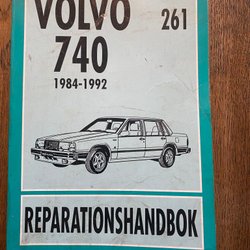 VOLVO 261
740
1984-1992
REPARATIONSHANDBOK